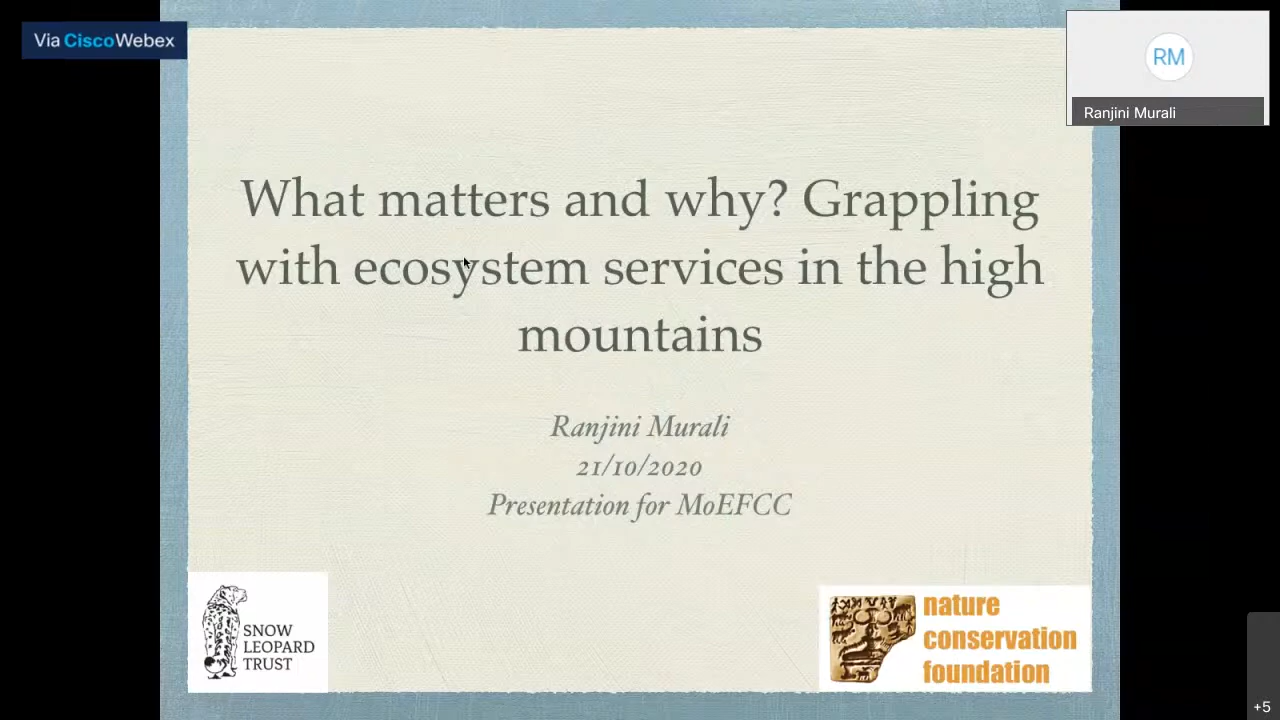 Via CiscoWebex
RM
Ranjini Murali
What matters and why? Grappling
with ecosystem services in the high
mountains
Ranjini Murali
21/10/2020
Presentation for MoEFCC
SNOW
LEOPARD
TRUST
nature
conservation
foundation
+5